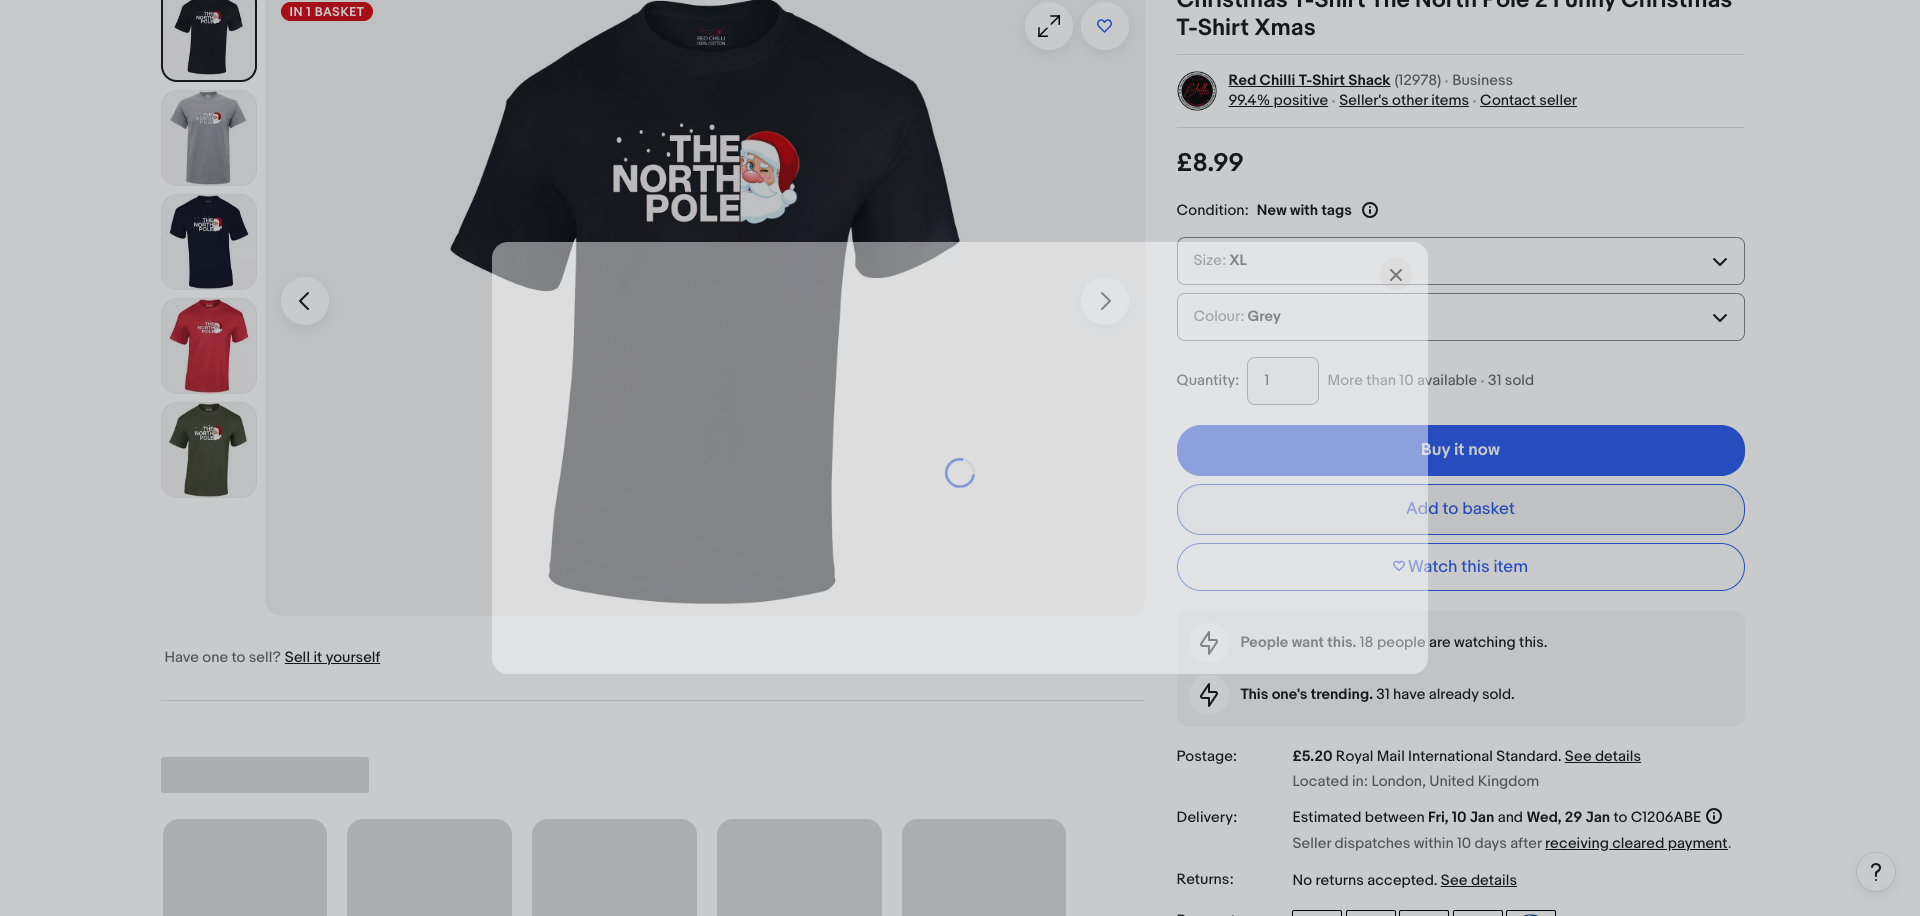 IN 1 BASKET
RED CHILLI
100% COTTON
THE
NORTH
POLE
Christmas T-Shirt The North Pole 2 Funny Christmas
T-Shirt Xmas
Red Chilli T-Shirt Shack (12978) · Business
99.4% positive · Seller's other items · Contact seller
£8.99
Condition: New with tags
Size: XL
Colour: Grey
Quantity: 1 More than 10 available · 31 sold
Buy it now
Add to basket
Watch this item
People want this. 18 people are watching this.
This one's trending. 31 have already sold.
Have one to sell? Sell it yourself
Postage: £5.20 Royal Mail International Standard. See details
Located in: London, United Kingdom
Delivery: Estimated between Fri, 10 Jan and Wed, 29 Jan to C1206ABE
Seller dispatches within 10 days after receiving cleared payment.
Returns: No returns accepted. See details
?